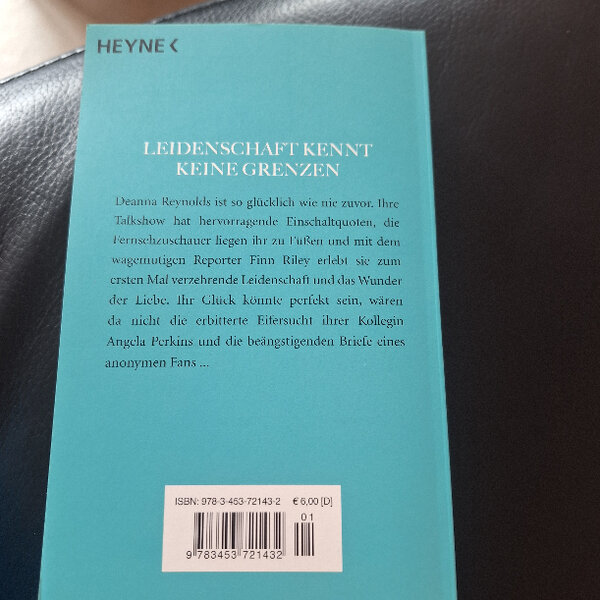 HEYNE
LEIDENSCHAFT KENNT
KEINE GRENZEN
Deanna Reynolds ist so glücklich wie nie zuvor. Ihre
Talkshow hat hervorragende Einschaltquoten, die
Fernsehzuschauer liegen ihr zu Füßen und mit dem
wagemutigen Reporter Finn Riley erlebt sie zum
ersten Mal verzehrende Leidenschaft und das Wunder
der Liebe. Ihr Glück könnte perfekt sein, wären
da nicht die erbitterte Eifersucht ihrer Kollegin
Angela Perkins und die beängstigenden Briefe eines
anonymen Fans ...
ISBN: 978-3-453-72143-2 € 6,00 [D]
01
9 783453 721432